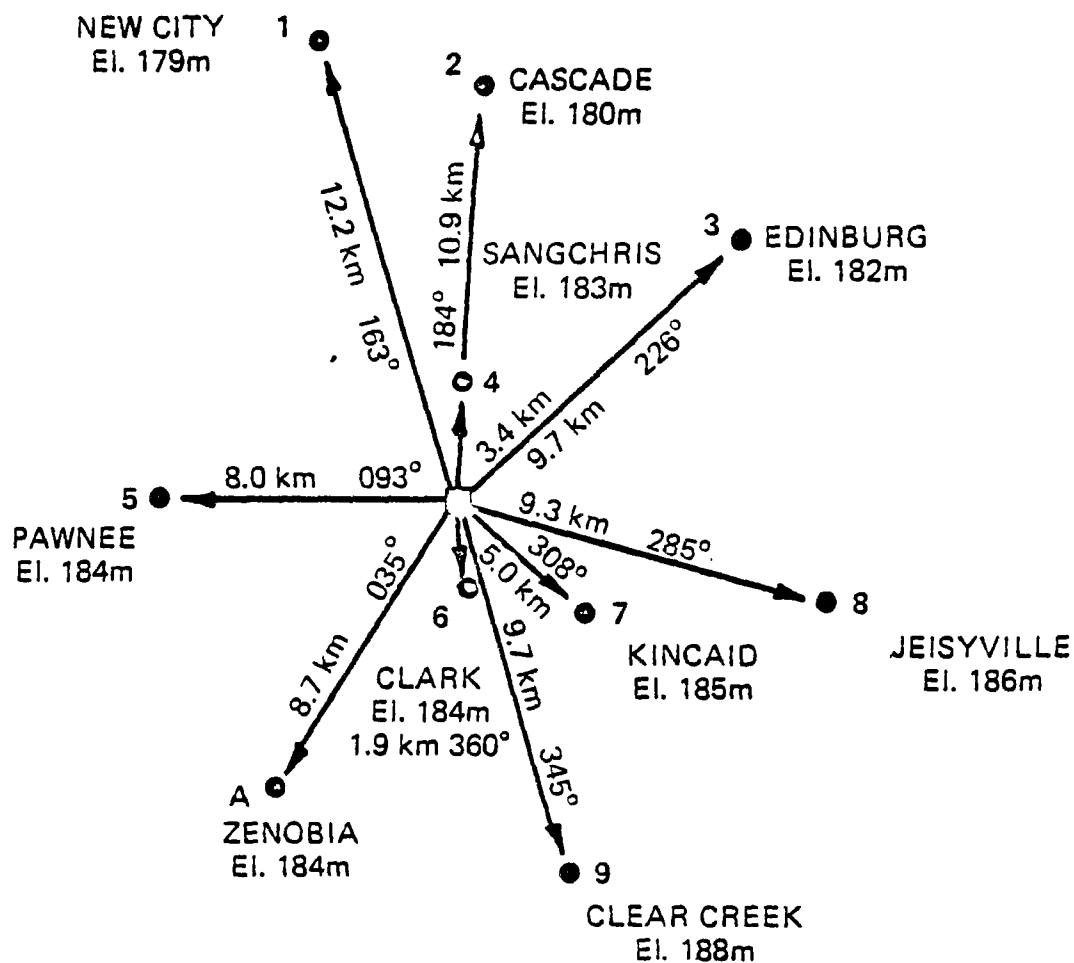 NEW CITY 1
El. 179m
2 CASCADE
El. 180m
12.2 km 163°
184° 10.9 km
SANGCHRIS
El. 183m
3 EDINBURG
El. 182m
226°
4
3.4 km
9.7 km
5 8.0 km 093°
PAWNEE
El. 184m
9.3 km 285°
308°
5.0 km
035°
8.7 km
6
7
8
9.7 km 345°
KINCAID
El. 185m
JEISYVILLE
El. 186m
CLARK
El. 184m
1.9 km 360°
A
ZENOBIA
El. 184m
9
CLEAR CREEK
El. 188m